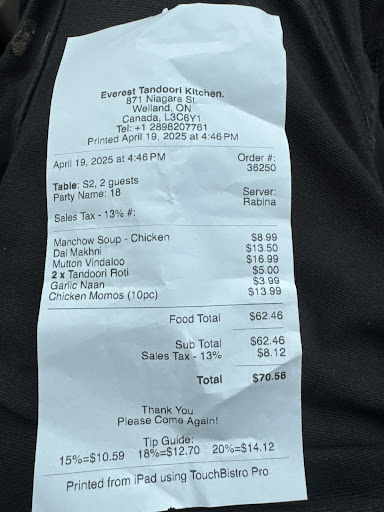 Everest Tandoori Kitchen.
871 Niagara St.
Welland, ON
Canada, L3C6Y1
Tel: +1 2898207761
Printed April 19, 2025 at 4:46 PM
April 19, 2025 at 4:46 PM Order #: 36250
Table: S2, 2 guests
Party Name: 18 Server: Rabina
Sales Tax - 13% #:
Manchow Soup - Chicken $8.99
Dal Makhni $13.50
Mutton Vindaloo $16.99
2 x Tandoori Roti $5.00
Garlic Naan $3.99
Chicken Momos (10pc) $13.99
Food Total $62.46
Sub Total $62.46
Sales Tax - 13% $8.12
Total $70.58
Thank You
Please Come Again!
Tip Guide:
15%=$10.59 18%=$12.70 20%=$14.12
Printed from iPad using TouchBistro Pro